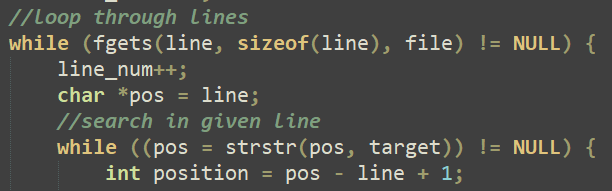 //loop through lines
while (fgets(line, sizeof(line), file) != NULL) {
    line_num++;
    char *pos = line;
    //search in given line
    while ((pos = strstr(pos, target)) != NULL) {
        int position = pos - line + 1;